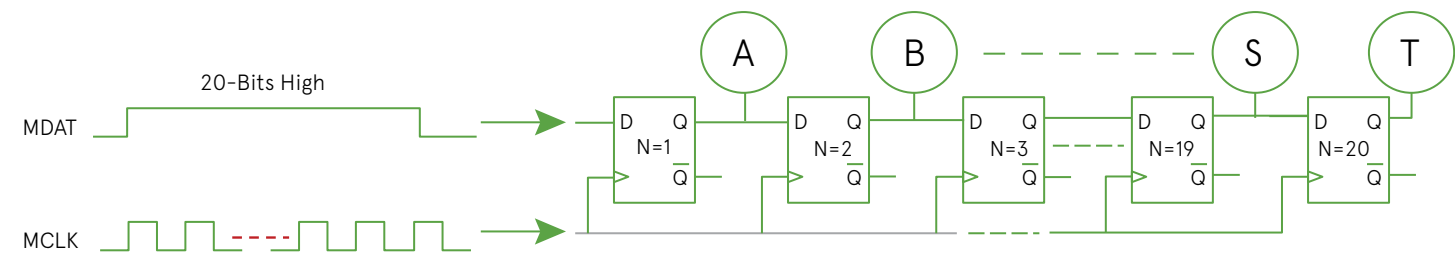 A
B
S
T
20-Bits High
MDAT
D Q
N=1
Q
D Q
N=2
Q
D Q
N=3
Q
D Q
N=19
Q
D Q
N=20
Q
MCLK